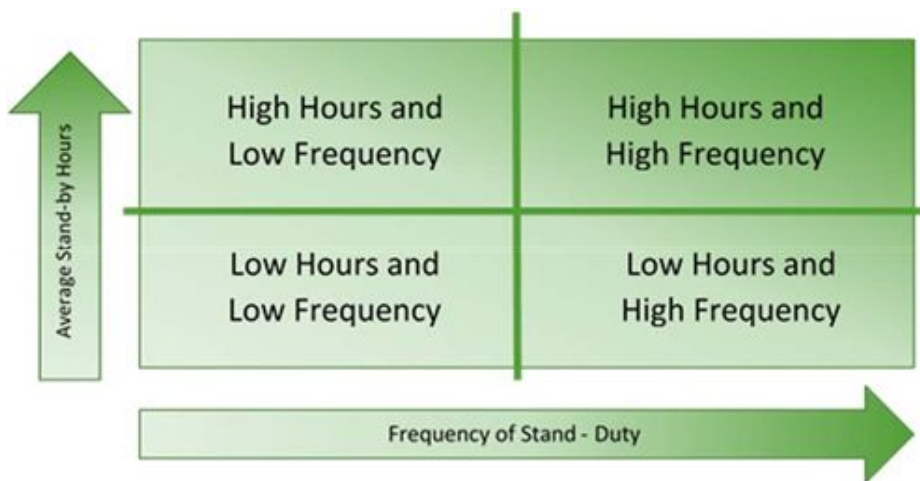 Average Stand-by Hours
High Hours and
Low Frequency
High Hours and
High Frequency
Low Hours and
Low Frequency
Low Hours and
High Frequency
Frequency of Stand - Duty